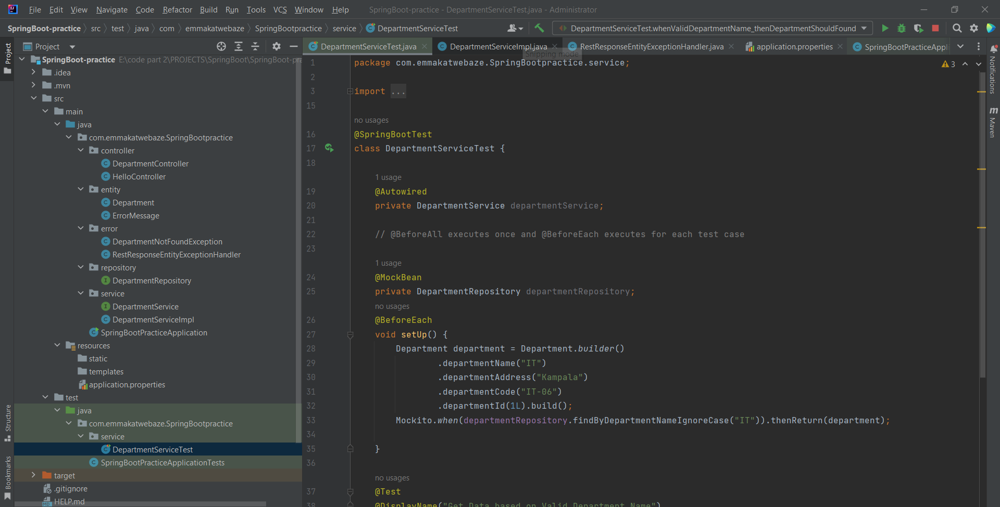 File Edit View Navigate Code Refactor Build Run Tools VCS Window Help SpringBoot-practice - DepartmentServiceTest.java - Administrator
SpringBoot-practice src test java com emmakatwebaze SpringBootpractice service DepartmentServiceTest DepartmentServiceTest.whenValidDepartmentName_thenDepartmentShouldFound
Project
Structure
Bookmarks
Project
SpringBoot-practice E:\code part 2\PROJECTS\SpringBoot\SpringBoot-pra
.idea
.mvn
src
main
java
com.emmakatwebaze.SpringBootpractice
controller
DepartmentController
HelloController
entity
Department
ErrorMessage
error
DepartmentNotFoundException
RestResponseEntityExceptionHandler
repository
DepartmentRepository
service
DepartmentService
DepartmentServiceImpl
SpringBootPracticeApplication
resources
static
templates
application.properties
test
java
com.emmakatwebaze.SpringBootpractice
service
DepartmentServiceTest
SpringBootPracticeApplicationTests
target
.gitignore
HELP.md
DepartmentServiceTest.java DepartmentServiceImpl.java RestResponseEntityExceptionHandler.java application.properties SpringBootPracticeAppl
Snipping mode
3
1 package com.emmakatwebaze.SpringBootpractice.service;
2
3 import ...
15
no usages
16 @SpringBootTest
17 class DepartmentServiceTest {
18
1 usage
19 @Autowired
20 private DepartmentService departmentService;
21
22 // @BeforeAll executes once and @BeforeEach executes for each test case
23
1 usage
24 @MockBean
25 private DepartmentRepository departmentRepository;
no usages
26 @BeforeEach
27 void setUp() {
28 Department department = Department.builder()
29 .departmentName("IT")
30 .departmentAddress("Kampala")
31 .departmentCode("IT-06")
32 .departmentId(1L).build();
33 Mockito.when(departmentRepository.findByDepartmentNameIgnoreCase("IT")).thenReturn(department);
34
35 }
36
no usages
37 @Test
38 @DisplayName("Get Data based on Valid Department Name")
Notifications
m Maven